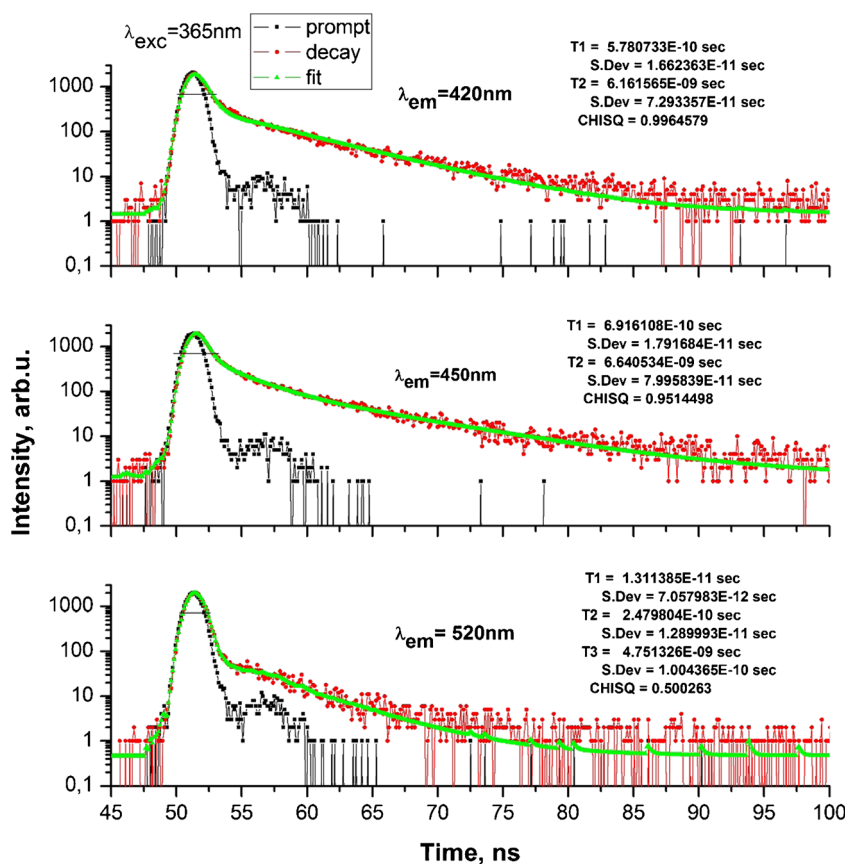 λexc=365nm
prompt
decay
fit
λem=420nm
T1 = 5.780733E-10 sec
S.Dev = 1.662363E-11 sec
T2 = 6.161565E-09 sec
S.Dev = 7.293357E-11 sec
CHISQ = 0.9964579
1000
100
10
1
0,1
λem=450nm
T1 = 6.916108E-10 sec
S.Dev = 1.791684E-11 sec
T2 = 6.640534E-09 sec
S.Dev = 7.995839E-11 sec
CHISQ = 0.9514498
1000
100
10
1
0,1
Intensity, arb.u.
λem= 520nm
T1 = 1.311385E-11 sec
S.Dev = 7.057983E-12 sec
T2 = 2.479804E-10 sec
S.Dev = 1.289993E-11 sec
T3 = 4.751326E-09 sec
S.Dev = 1.004365E-10 sec
CHISQ = 0.500263
1000
100
10
1
0,1
45 50 55 60 65 70 75 80 85 90 95 100
Time, ns